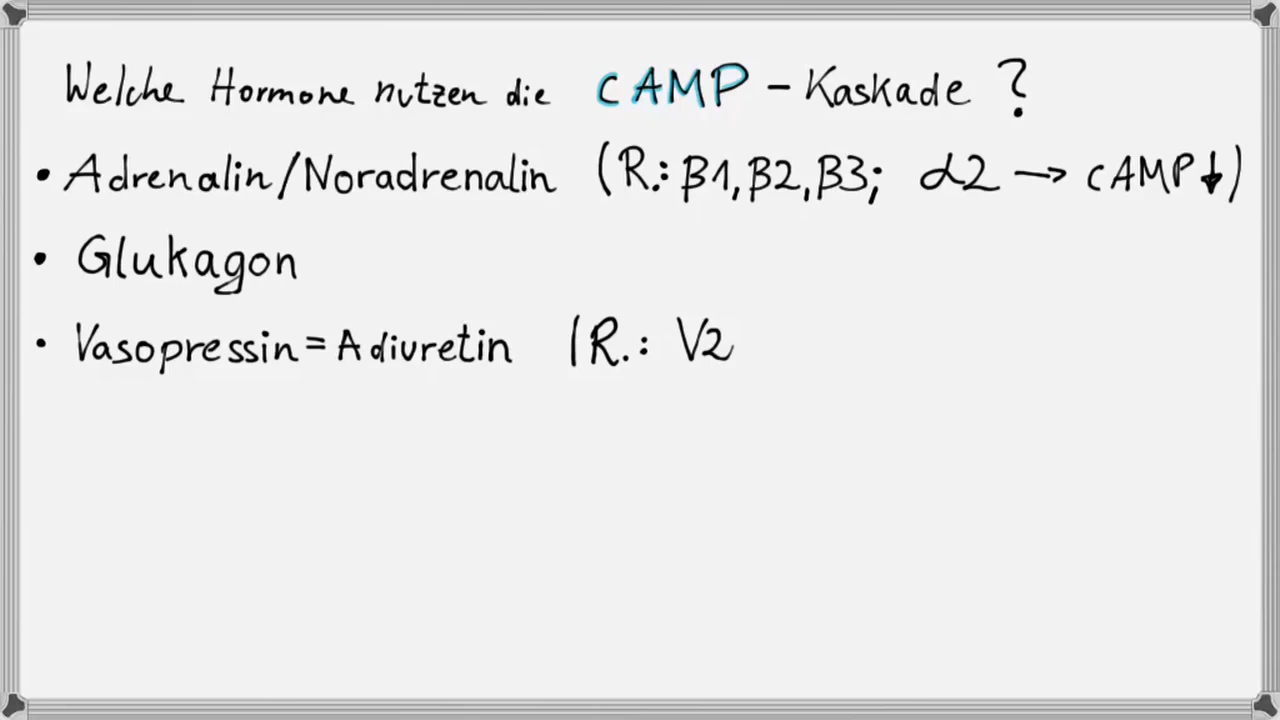 Welche Hormone nutzen die cAMP - Kaskade ?
• Adrenalin/Noradrenalin (R.: β1, β2, β3; α2 → cAMP↓)
• Glukagon
• Vasopressin = Adiuretin (R.: V2